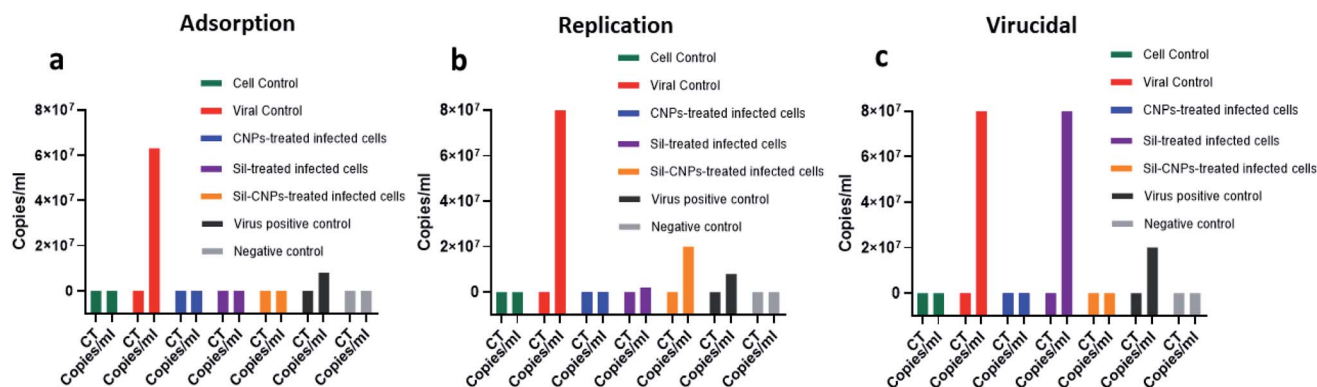 Adsorption
a
Cell Control
Viral Control
CNPs-treated infected cells
Sil-treated infected cells
Sil-CNPs-treated infected cells
Virus positive control
Negative control
Copies/ml
8×10⁷
6×10⁷
4×10⁷
2×10⁷
0
CT
Copies/ml
CT
Copies/ml
CT
Copies/ml
CT
Copies/ml
CT
Copies/ml
CT
Copies/ml
CT
Copies/ml
Replication
b
Cell Control
Viral Control
CNPs-treated infected cells
Sil-treated infected cells
Sil-CNPs-treated infected cells
Virus positive control
Negative control
Copies/ml
8×10⁷
6×10⁷
4×10⁷
2×10⁷
0
CT
Copies/ml
CT
Copies/ml
CT
Copies/ml
CT
Copies/ml
CT
Copies/ml
CT
Copies/ml
CT
Copies/ml
Virucidal
c
Cell Control
Viral Control
CNPs-treated infected cells
Sil-treated infected cells
Sil-CNPs-treated infected cells
Virus positive control
Negative control
Copies/ml
8×10⁷
6×10⁷
4×10⁷
2×10⁷
0
CT
Copies/ml
CT
Copies/ml
CT
Copies/ml
CT
Copies/ml
CT
Copies/ml
CT
Copies/ml
CT
Copies/ml